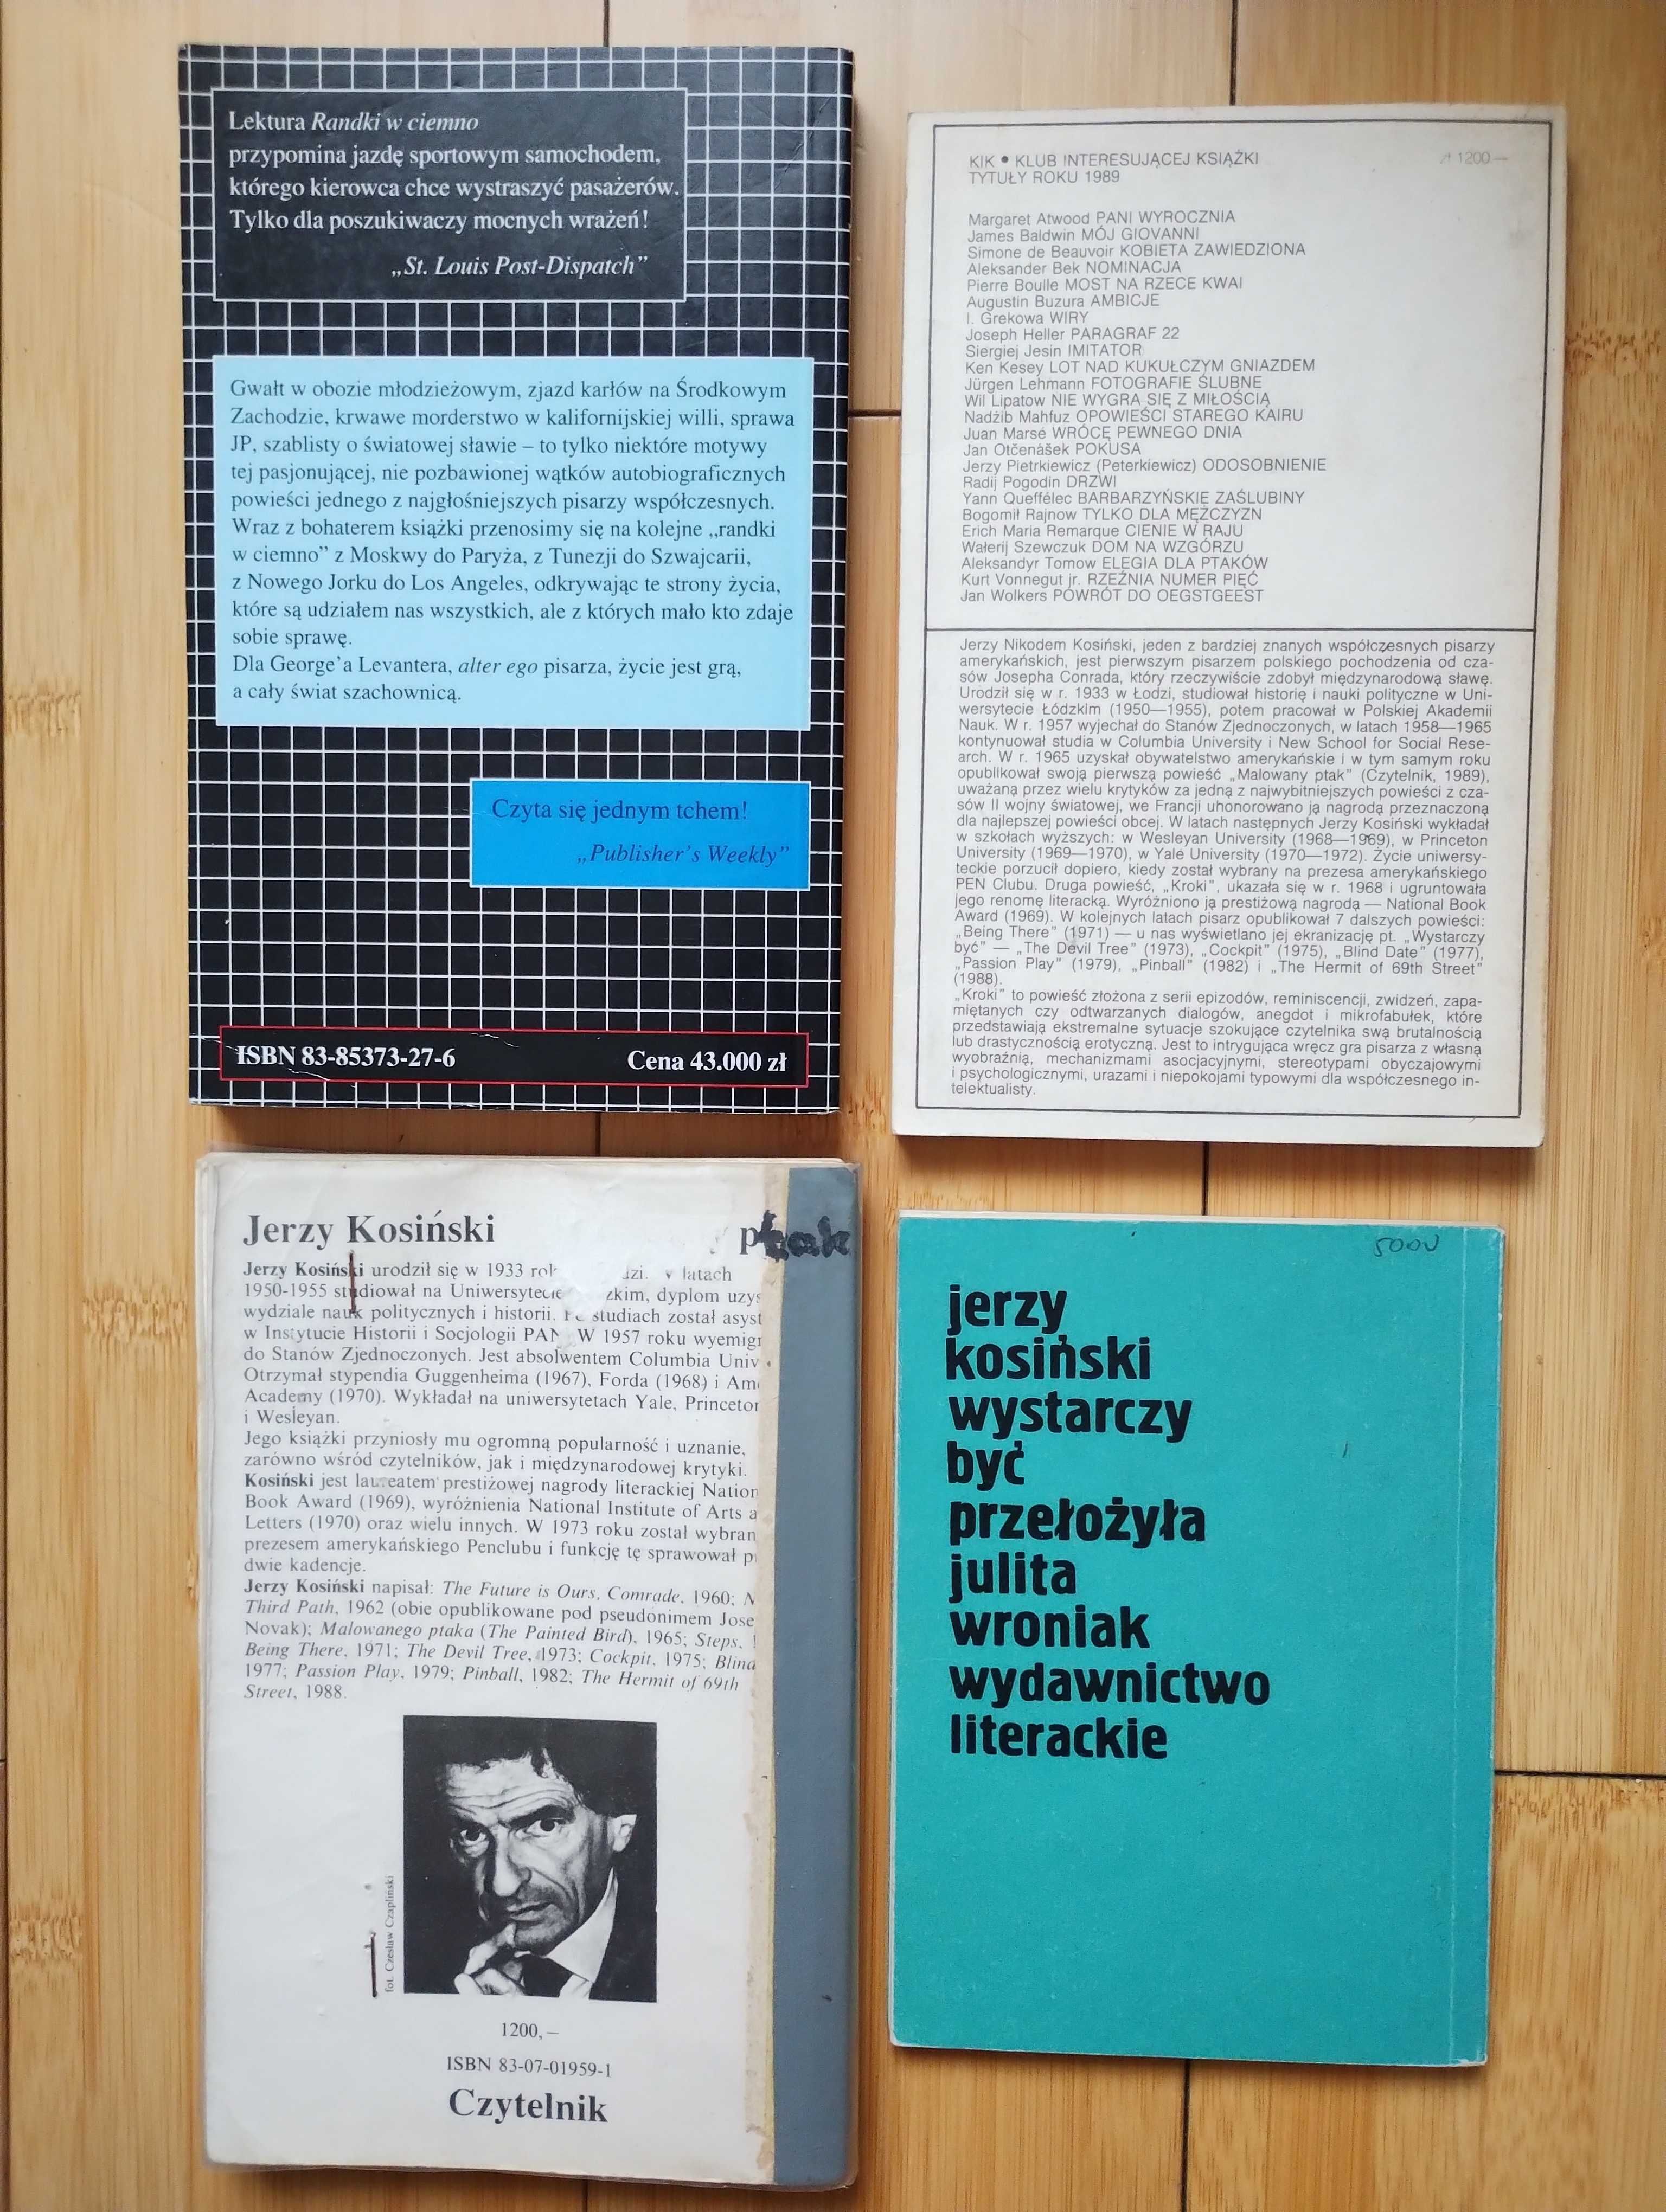 Lektura Randki w ciemno
przypomina jazdę sportowym samochodem,
którego kierowca chce wystraszyć pasażerów.
Tylko dla poszukiwaczy mocnych wrażeń!
„St. Louis Post-Dispatch”
Gwałt w obozie młodzieżowym, zjazd karłów na Środkowym
Zachodzie, krwawe morderstwo w kalifornijskiej willi, sprawa
JP, szablisty o światowej sławie – to tylko niektóre motywy
tej pasjonującej, nie pozbawionej wątków autobiograficznych
powieści jednego z najgłośniejszych pisarzy współczesnych.
Wraz z bohaterem książki przenosimy się na kolejne „randki
w ciemno” z Moskwy do Paryża, z Tunezji do Szwajcarii,
z Nowego Jorku do Los Angeles, odkrywając te strony życia,
które są udziałem nas wszystkich, ale z których mało kto zdaje
sobie sprawę.
Dla George’a Levantera, alter ego pisarza, życie jest grą,
a cały świat szachownicą.
Czyta się jednym tchem!
„Publisher’s Weekly”
ISBN 83-85373-27-6 Cena 43.000 zł
KIK • KLUB INTERESUJĄCEJ KSIĄŻKI zł 1200—
TYTUŁY ROKU 1989
Margaret Atwood PANI WYROCZNIA
James Baldwin MÓJ GIOVANNI
Simone de Beauvoir KOBIETA ZAWIEDZIONA
Aleksander Bek NOMINACJA
Pierre Boulle MOST NA RZECE KWAI
Augustin Buzura AMBICJE
I. Grekowa WIRY
Joseph Heller PARAGRAF 22
Siergiej Jesin IMITATOR
Ken Kesey LOT NAD KUKUŁCZYM GNIAZDEM
Jürgen Lehmann FOTOGRAFIE ŚLUBNE
Wil Lipatow NIE WYGRA SIĘ Z MIŁOŚCIĄ
Nadżib Mahfuz OPOWIEŚCI STAREGO KAIRU
Juan Marsé WRÓCĘ PEWNEGO DNIA
Jan Otčenášek POKUSA
Jerzy Pietrkiewicz (Peterkiewicz) ODOSOBNIENIE
Radij Pogodin DRZWI
Yann Queffélec BARBARZYŃSKIE ZAŚLUBINY
Bogomił Rajnow TYLKO DLA MĘŻCZYZN
Erich Maria Remarque CIENIE W RAJU
Walerij Szewczuk DOM NA WZGÓRZU
Aleksandyr Tomow ELEGIA DLA PTAKÓW
Kurt Vonnegut jr. RZEŹNIA NUMER PIĘĆ
Jan Wolkers POWRÓT DO OEGSTGEEST
Jerzy Nikodem Kosiński, jeden z bardziej znanych współczesnych pisarzy
amerykańskich, jest pierwszym pisarzem polskiego pochodzenia od cza-
sów Josepha Conrada, który rzeczywiście zdobył międzynarodową sławę.
Urodził się w r. 1933 w Łodzi, studiował historię i nauki polityczne w Uni-
wersytecie Łódzkim (1950—1955), potem pracował w Polskiej Akademii
Nauk. W r. 1957 wyjechał do Stanów Zjednoczonych, w latach 1958—1965
kontynuował studia w Columbia University i New School for Social Rese-
arch. W r. 1965 uzyskał obywatelstwo amerykańskie i w tym samym roku
opublikował swoją pierwszą powieść „Malowany ptak” (Czytelnik, 1989),
uważaną przez wielu krytyków za jedną z najwybitniejszych powieści z cza-
sów II wojny światowej, we Francji uhonorowano ją nagrodą przeznaczoną
dla najlepszej powieści obcej. W latach następnych Jerzy Kosiński wykładał
w szkołach wyższych: w Wesleyan University (1968—1969), w Princeton
University (1969—1970), w Yale University (1970—1972). Życie uniwersy-
teckie porzucił dopiero, kiedy został wybrany na prezesa amerykańskiego
PEN Clubu. Druga powieść, „Kroki”, ukazała się w r. 1968 i ugruntowała
jego renomę literacką. Wyróżniono ją prestiżową nagrodą — National Book
Award (1969). W kolejnych latach pisarz opublikował 7 dalszych powieści:
„Being There” (1971) — u nas wyświetlano jej ekranizację pt. „Wystarczy
być” — „The Devil Tree” (1973), „Cockpit” (1975), „Blind Date” (1977),
„Passion Play” (1979), „Pinball” (1982) i „The Hermit of 69th Street”
(1988).
„Kroki” to powieść złożona z serii epizodów, reminiscencji, zwidzeń, zapa-
miętanych czy odtwarzanych dialogów, anegdot i mikrofabułek, które
przedstawiają ekstremalne sytuacje szokujące czytelnika swą brutalnością
lub drastycznością erotyczną. Jest to intrygująca wręcz gra pisarza z własną
wyobraźnią, mechanizmami asocjacyjnymi, stereotypami obyczajowymi
i psychologicznymi, urazami i niepokojami typowymi dla współczesnego in-
telektualisty.
Jerzy Kosiński ptak
Jerzy Kosiński urodził się w 1933 latach
1950-1955 studiował na Uniwersytecie dyplom
wydziale nauk politycznych i historii. studiach został
w Instytucie Historii i Socjologii PAN W 1957 roku
do Stanów Zjednoczonych. Jest absolwentem Columbia Univ
Otrzymał stypendia Guggenheima (1967), Forda (1968) i
Academy (1970). Wykładał na uniwersytetach Yale, Princeton
i Wesleyan.
Jego książki przyniosły mu ogromną popularność i uznanie,
zarówno wśród czytelników, jak i międzynarodowej krytyki.
Kosiński jest laureatem prestiżowej nagrody literackiej Nation
Book Award (1969), wyróżnienia National Institute of Arts a
Letters (1970) oraz wielu innych. W 1973 roku został wybran
prezesem amerykańskiego Penclubu i funkcję tę sprawował p
dwie kadencje.
Jerzy Kosiński napisał: The Future is Ours, Comrade, 1960; N
Third Path, 1962 (obie opublikowane pod pseudonimem Jose
Novak); Malowanego ptaka (The Painted Bird), 1965; Steps,
Being There, 1971; The Devil Tree, 1973; Cockpit, 1975; Blind
1977; Passion Play, 1979; Pinball, 1982; The Hermit of 69th
Street, 1988.
fot. Czesław Czapliński
1200,—
ISBN 83-07-01959-1
Czytelnik
jerzy
kosiński
wystarczy
być
przełożyła
julita
wroniak
wydawnictwo
literackie